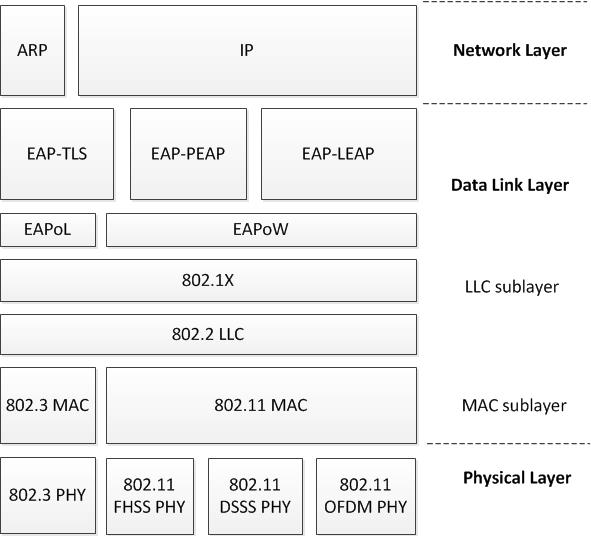 ARP
IP
Network Layer
EAP-TLS
EAP-PEAP
EAP-LEAP
Data Link Layer
EAPoL
EAPoW
802.1X
LLC sublayer
802.2 LLC
802.3 MAC
802.11 MAC
MAC sublayer
802.3 PHY
802.11
FHSS PHY
802.11
DSSS PHY
802.11
OFDM PHY
Physical Layer